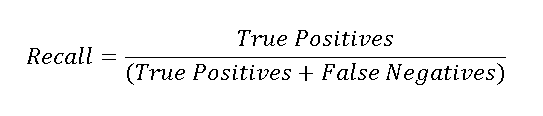 Recall = True Positives / (True Positives + False Negatives)